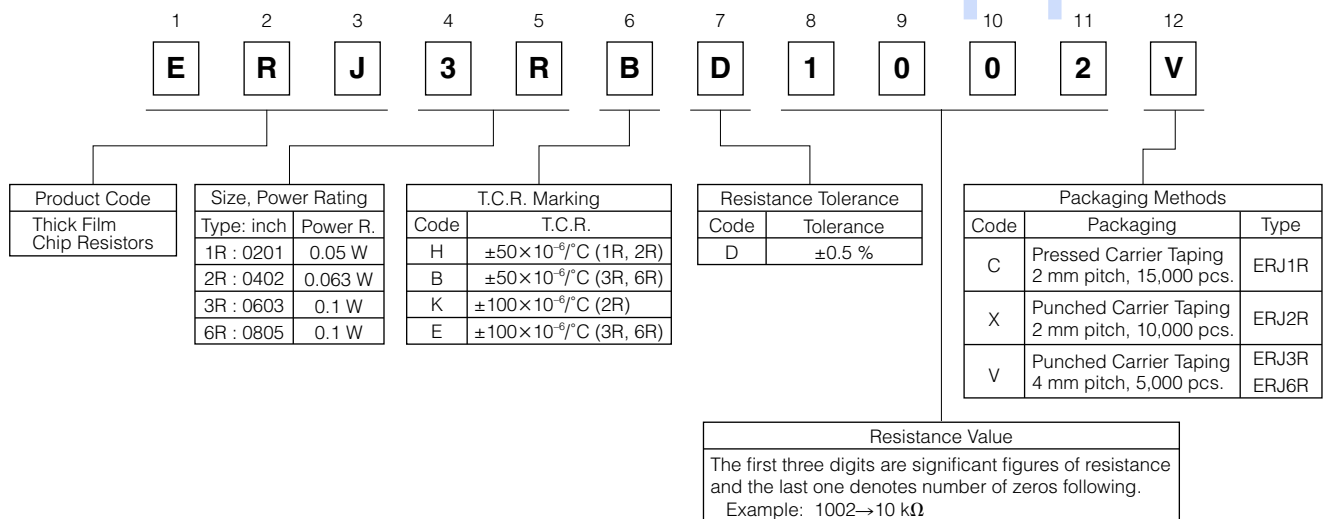 1 2 3 4 5 6 7 8 9 10 11 12
E R J 3 R B D 1 0 0 2 V
Product Code
Thick Film
Chip Resistors
Size, Power Rating
Type: inch Power R.
1R : 0201 0.05 W
2R : 0402 0.063 W
3R : 0603 0.1 W
6R : 0805 0.1 W
T.C.R. Marking
Code T.C.R.
H ±50×10⁻⁶/°C (1R, 2R)
B ±50×10⁻⁶/°C (3R, 6R)
K ±100×10⁻⁶/°C (2R)
E ±100×10⁻⁶/°C (3R, 6R)
Resistance Tolerance
Code Tolerance
D ±0.5 %
Packaging Methods
Code Packaging Type
C Pressed Carrier Taping
2 mm pitch, 15,000 pcs. ERJ1R
X Punched Carrier Taping
2 mm pitch, 10,000 pcs. ERJ2R
V Punched Carrier Taping
4 mm pitch, 5,000 pcs. ERJ3R
ERJ6R
Resistance Value
The first three digits are significant figures of resistance
and the last one denotes number of zeros following.
Example: 1002→10 kΩ